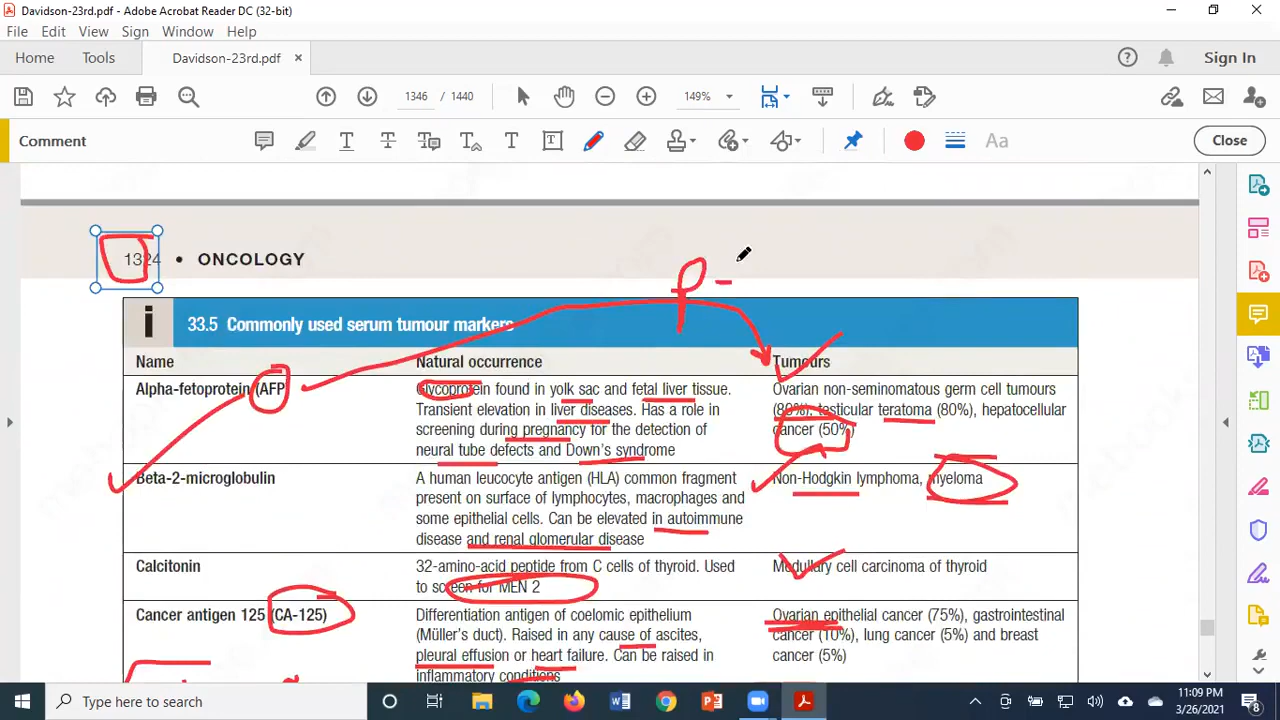 Davidson-23rd.pdf - Adobe Acrobat Reader DC (32-bit)
File Edit View Sign Window Help
Home Tools Davidson-23rd.pdf × Sign In
1346 / 1440 149%
Comment Aa Close
1324 • ONCOLOGY
p -
i 33.5 Commonly used serum tumour markers
Name Natural occurrence Tumours
Alpha-fetoprotein (AFP) Glycoprotein found in yolk sac and fetal liver tissue. Ovarian non-seminomatous germ cell tumours
Transient elevation in liver diseases. Has a role in (80%), testicular teratoma (80%), hepatocellular
screening during pregnancy for the detection of cancer (50%)
neural tube defects and Down's syndrome
Beta-2-microglobulin A human leucocyte antigen (HLA) common fragment Non-Hodgkin lymphoma, myeloma
present on surface of lymphocytes, macrophages and
some epithelial cells. Can be elevated in autoimmune
disease and renal glomerular disease
Calcitonin 32-amino-acid peptide from C cells of thyroid. Used Medullary cell carcinoma of thyroid
to screen for MEN 2
Cancer antigen 125 (CA-125) Differentiation antigen of coelomic epithelium Ovarian epithelial cancer (75%), gastrointestinal
(Müller's duct). Raised in any cause of ascites, cancer (10%), lung cancer (5%) and breast
pleural effusion or heart failure. Can be raised in cancer (5%)
inflammatory conditions
Type here to search 11:09 PM
3/26/2021 8